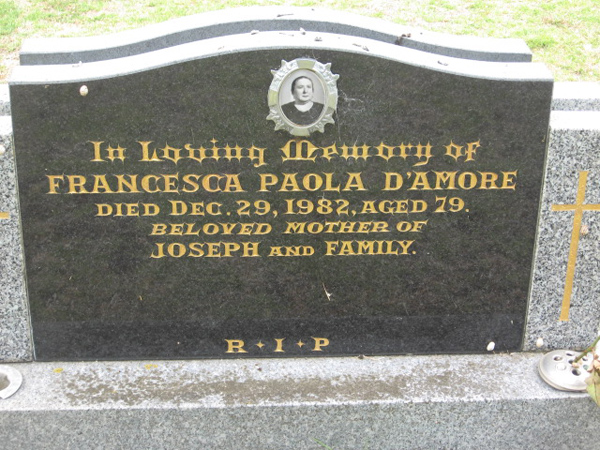 In Loving Memory of
FRANCESCA PAOLA D'AMORE
DIED DEC. 29, 1982, AGED 79.
BELOVED MOTHER OF
JOSEPH AND FAMILY.
R · I · P